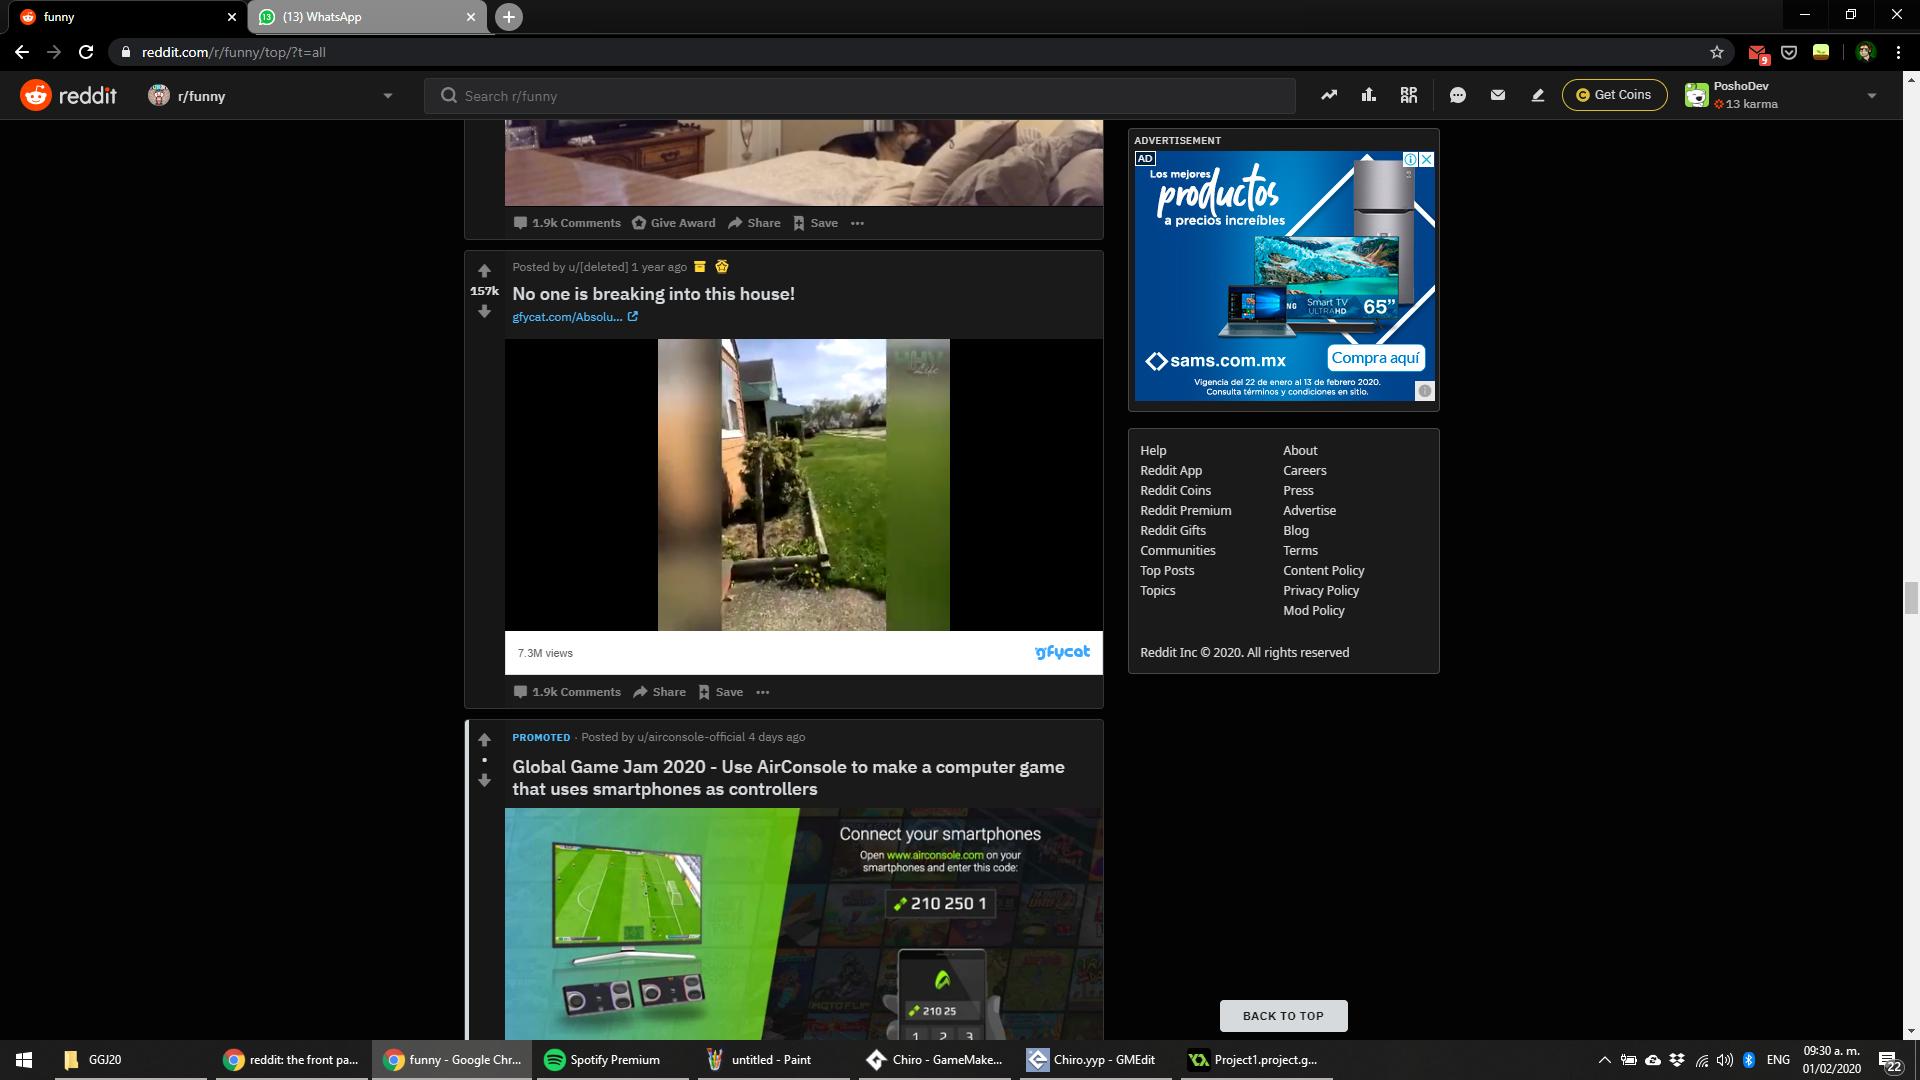 funny
(13) WhatsApp
reddit.com/r/funny/top/?t=all
9
reddit
r/funny
Search r/funny
Get Coins
PoshoDev
13 karma
1.9k Comments
Give Award
Share
Save
Posted by u/[deleted] 1 year ago
157k
No one is breaking into this house!
gfycat.com/Absolu...
7.3M views
gfycat
1.9k Comments
Share
Save
PROMOTED · Posted by u/airconsole-official 4 days ago
Global Game Jam 2020 - Use AirConsole to make a computer game
that uses smartphones as controllers
Connect your smartphones
Open www.airconsole.com on your
smartphones and enter this code:
210 250 1
210 25
1 2 3
ADVERTISEMENT
AD
Los mejores
productos
a precios increíbles
Smart TV
ULTRAHD
65"
sams.com.mx
Compra aquí
Vigencia del 22 de enero al 13 de febrero 2020.
Consulta términos y condiciones en sitio.
Help
Reddit App
Reddit Coins
Reddit Premium
Reddit Gifts
Communities
Top Posts
Topics
About
Careers
Press
Advertise
Blog
Terms
Content Policy
Privacy Policy
Mod Policy
Reddit Inc © 2020. All rights reserved
BACK TO TOP
GGJ20
reddit: the front pa...
funny - Google Chr...
Spotify Premium
untitled - Paint
Chiro - GameMake...
Chiro.yyp - GMEdit
Project1.project.g...
ENG
09:30 a. m.
01/02/2020
22